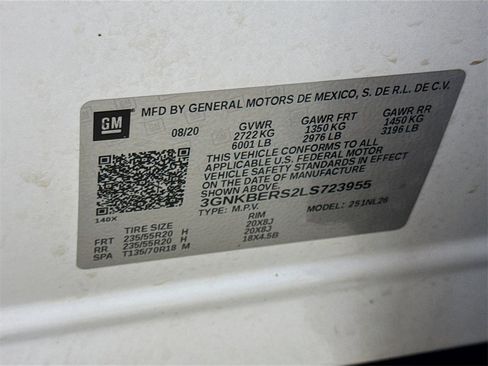 GM
MFD BY GENERAL MOTORS DE MEXICO, S. DE R.L. DE C.V.
08/20 GVWR GAWR FRT GAWR RR
2722 KG 1350 KG 1450 KG
6001 LB 2976 LB 3196 LB
THIS VEHICLE CONFORMS TO ALL
APPLICABLE U.S. FEDERAL MOTOR
VEHICLE SAFETY STANDARDS IN
EFFECT ON THE DATE OF MANUFACTURE
SHOWN ABOVE.
3GNKBERS2LS723955
TYPE: M.P.V. MODEL: 251NL26
140X
TIRE SIZE RIM
FRT 235/55R20 H 20X8J
RR 235/55R20 H 20X8J
SPA T135/70R18 M 18X4.5B